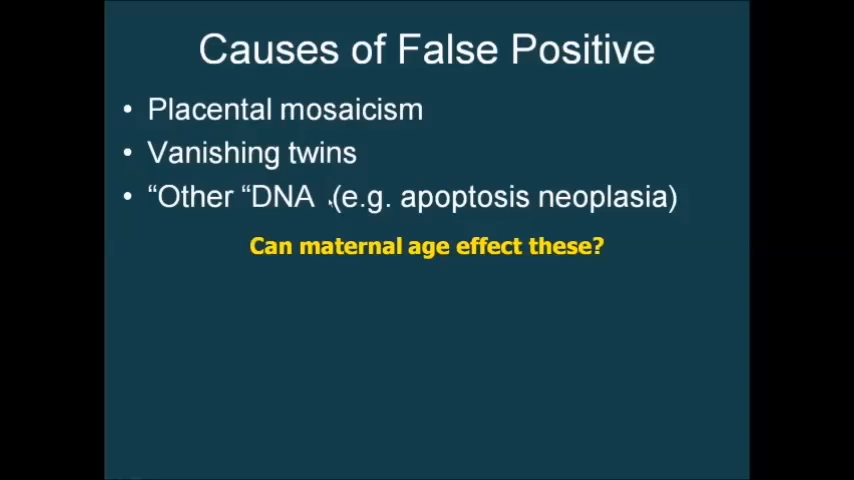 Causes of False Positive
• Placental mosaicism
• Vanishing twins
• “Other “DNA (e.g. apoptosis neoplasia)
Can maternal age effect these?